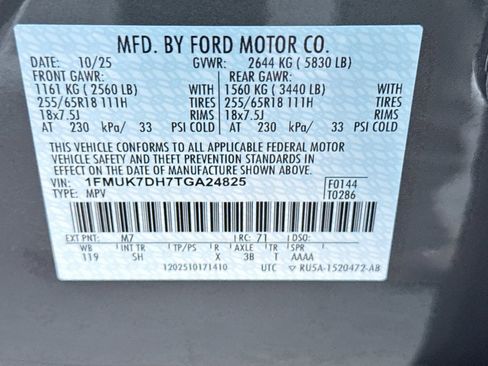 MFD. BY FORD MOTOR CO.
DATE: 10/25 GVWR: 2644 KG ( 5830 LB)
FRONT GAWR: REAR GAWR:
1161 KG ( 2560 LB) WITH 1560 KG ( 3440 LB) WITH
255/65R18 111H TIRES 255/65R18 111H TIRES
18x7.5J RIMS 18x7.5J RIMS
AT 230 kPa/ 33 PSI COLD AT 230 kPa/ 33 PSI COLD
THIS VEHICLE CONFORMS TO ALL APPLICABLE FEDERAL MOTOR
VEHICLE SAFETY AND THEFT PREVENTION STANDARDS IN
EFFECT ON THE DATE OF MANUFACTURE SHOWN ABOVE.
VIN: 1FMUK7DH7TGA24825 F0144
TYPE: MPV T0286
EXT PNT: M7 RC: 71 DSO:
WB INT TR TP/PS R AXLE TR SPR
119 SH X 3B T AAAA
1202510171410 UTC RU5A-1520472-AB